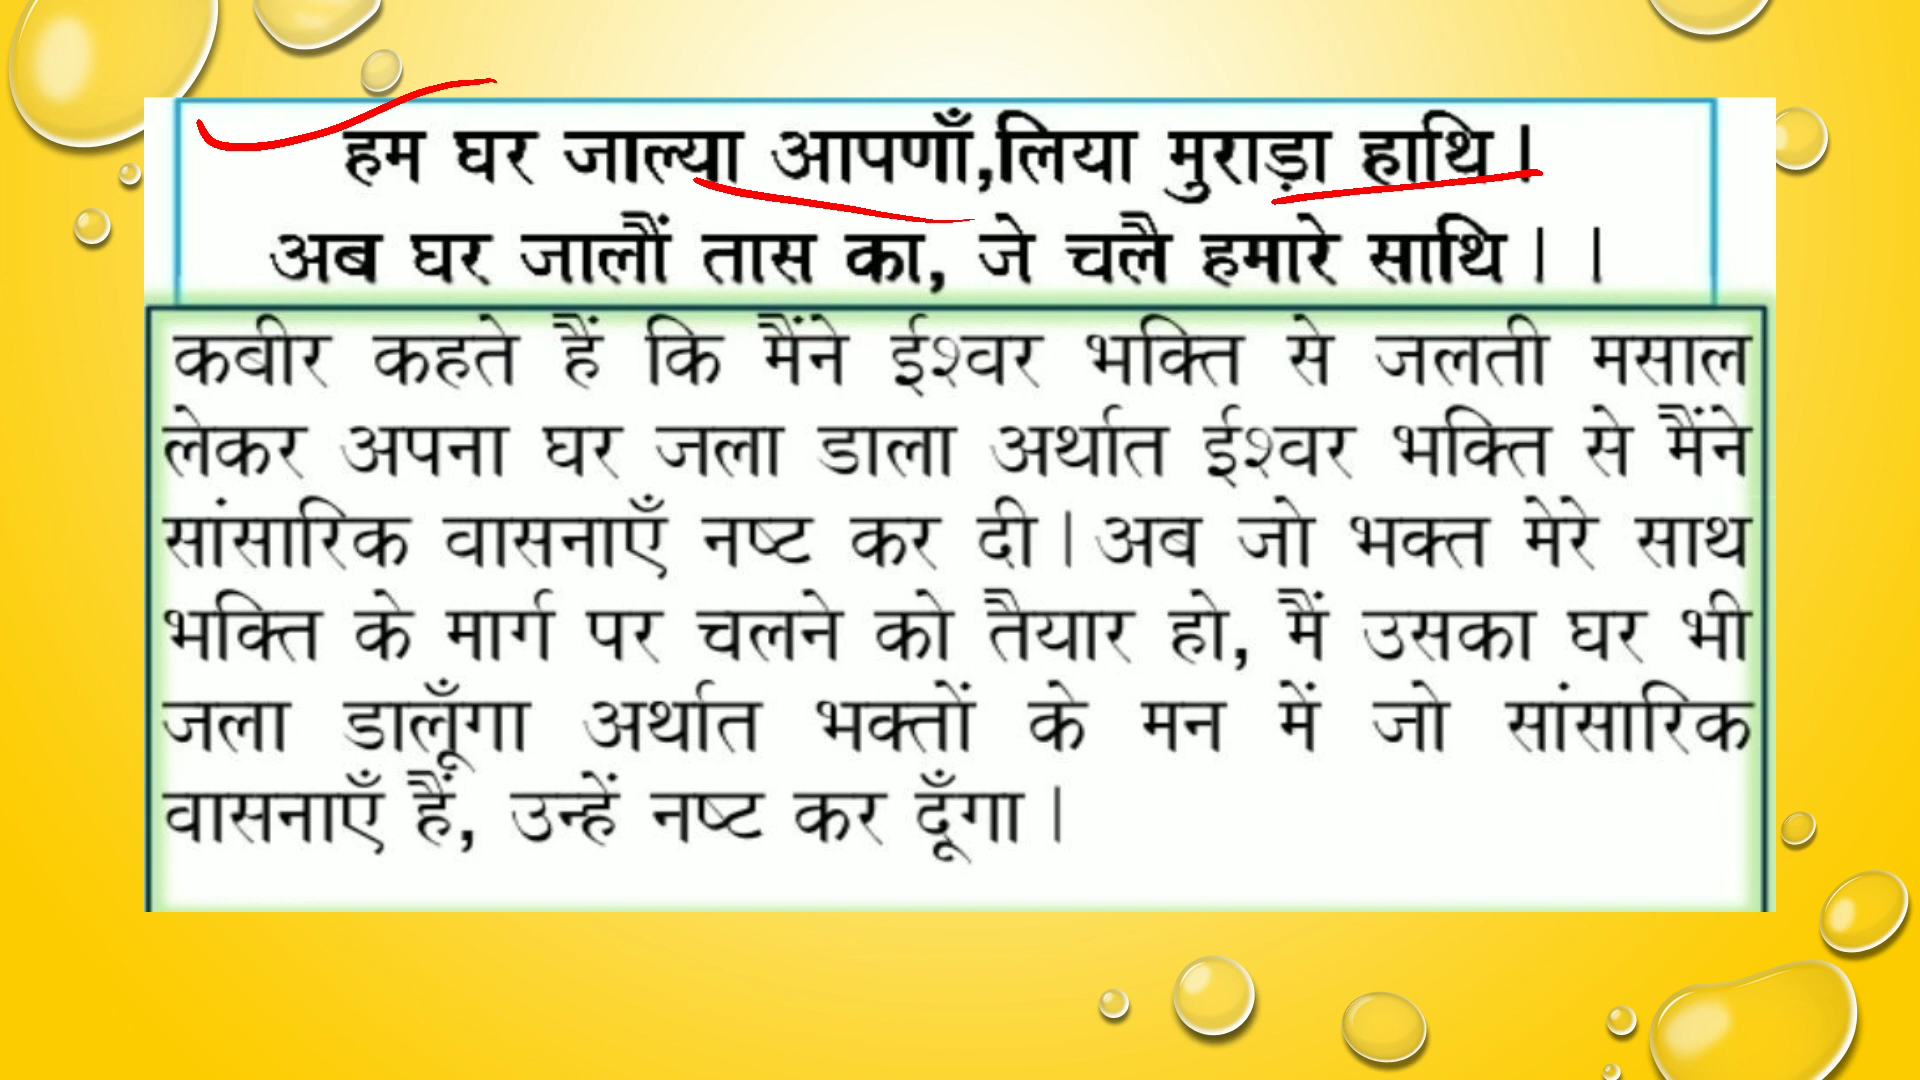 हम घर जाल्या आपणाँ,लिया मुराड़ा हाथि।
अब घर जालौं तास का, जे चलै हमारे साथि।।
कबीर कहते हैं कि मैंने ईश्वर भक्ति से जलती मसाल
लेकर अपना घर जला डाला अर्थात ईश्वर भक्ति से मैंने
सांसारिक वासनाएँ नष्ट कर दी। अब जो भक्त मेरे साथ
भक्ति के मार्ग पर चलने को तैयार हो, मैं उसका घर भी
जला डालूँगा अर्थात भक्तों के मन में जो सांसारिक
वासनाएँ हैं, उन्हें नष्ट कर दूँगा।